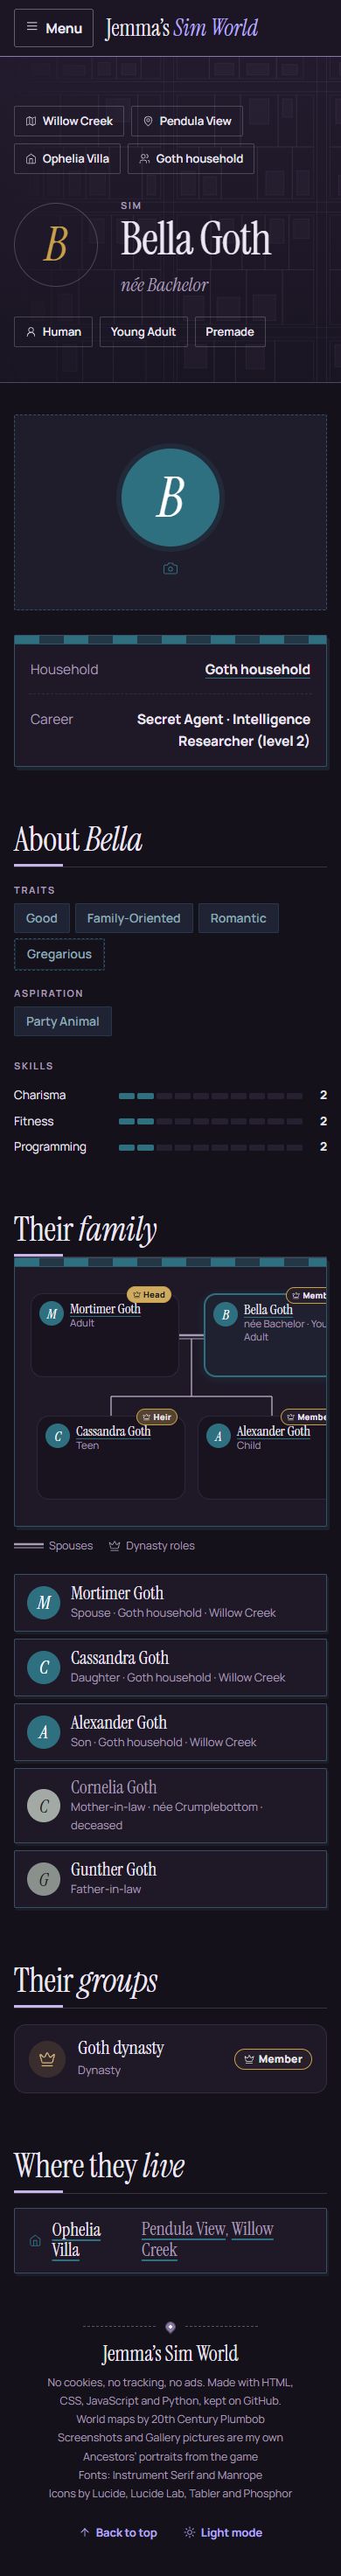 Menu
Jemma's Sim World
Willow Creek
Pendula View
Ophelia Villa
Goth household
SIM
B
Bella Goth
née Bachelor
Human
Young Adult
Premade
B
Household
Goth household
Career
Secret Agent · Intelligence
Researcher (level 2)
About Bella
TRAITS
Good
Family-Oriented
Romantic
Gregarious
ASPIRATION
Party Animal
SKILLS
Charisma
2
Fitness
2
Programming
2
Their family
Head
M
Mortimer Goth
Adult
Memb
B
Bella Goth
née Bachelor · You
Adult
Heir
C
Cassandra Goth
Teen
Membe
A
Alexander Goth
Child
Spouses
Dynasty roles
M
Mortimer Goth
Spouse · Goth household · Willow Creek
C
Cassandra Goth
Daughter · Goth household · Willow Creek
A
Alexander Goth
Son · Goth household · Willow Creek
C
Cornelia Goth
Mother-in-law · née Crumplebottom ·
deceased
G
Gunther Goth
Father-in-law
Their groups
Goth dynasty
Dynasty
Member
Where they live
Ophelia
Villa
Pendula View, Willow
Creek
Jemma's Sim World
No cookies, no tracking, no ads. Made with HTML,
CSS, JavaScript and Python, kept on GitHub.
World maps by 20th Century Plumbob
Screenshots and Gallery pictures are my own
Ancestors' portraits from the game
Fonts: Instrument Serif and Manrope
Icons by Lucide, Lucide Lab, Tabler and Phosphor
Back to top
Light mode